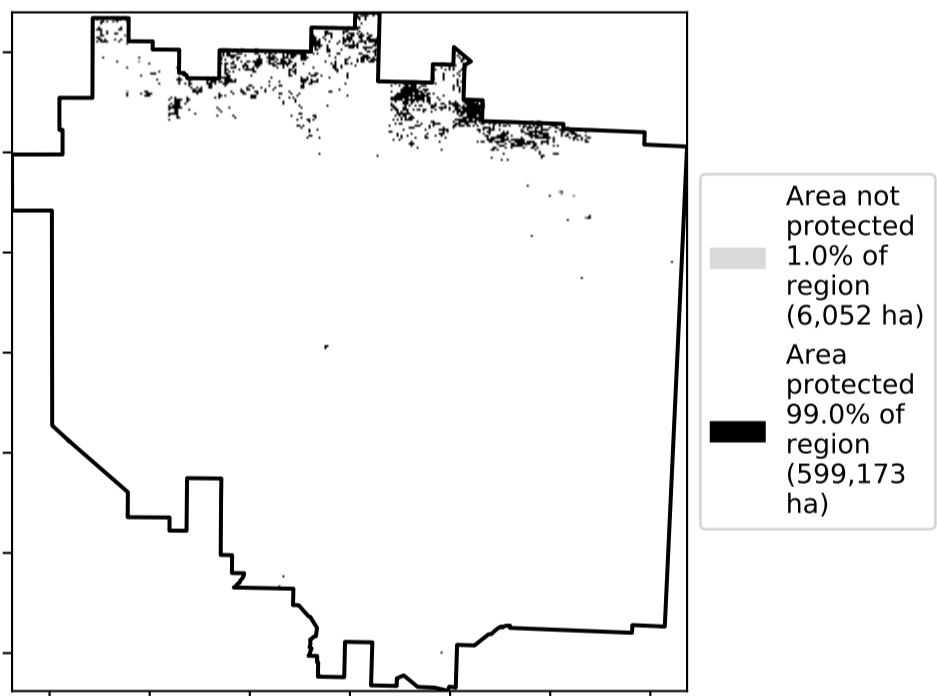 Area not
protected
1.0% of
region
(6,052 ha)
Area
protected
99.0% of
region
(599,173
ha)